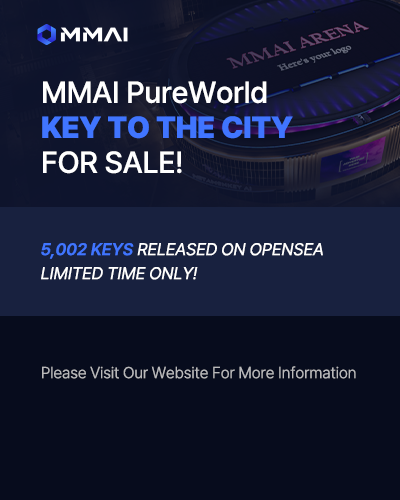 MMAI
MMAI ARENA
Here's your logo
MMAI PureWorld
KEY TO THE CITY
FOR SALE!
5,002 KEYS RELEASED ON OPENSEA
LIMITED TIME ONLY!
Please Visit Our Website For More Information